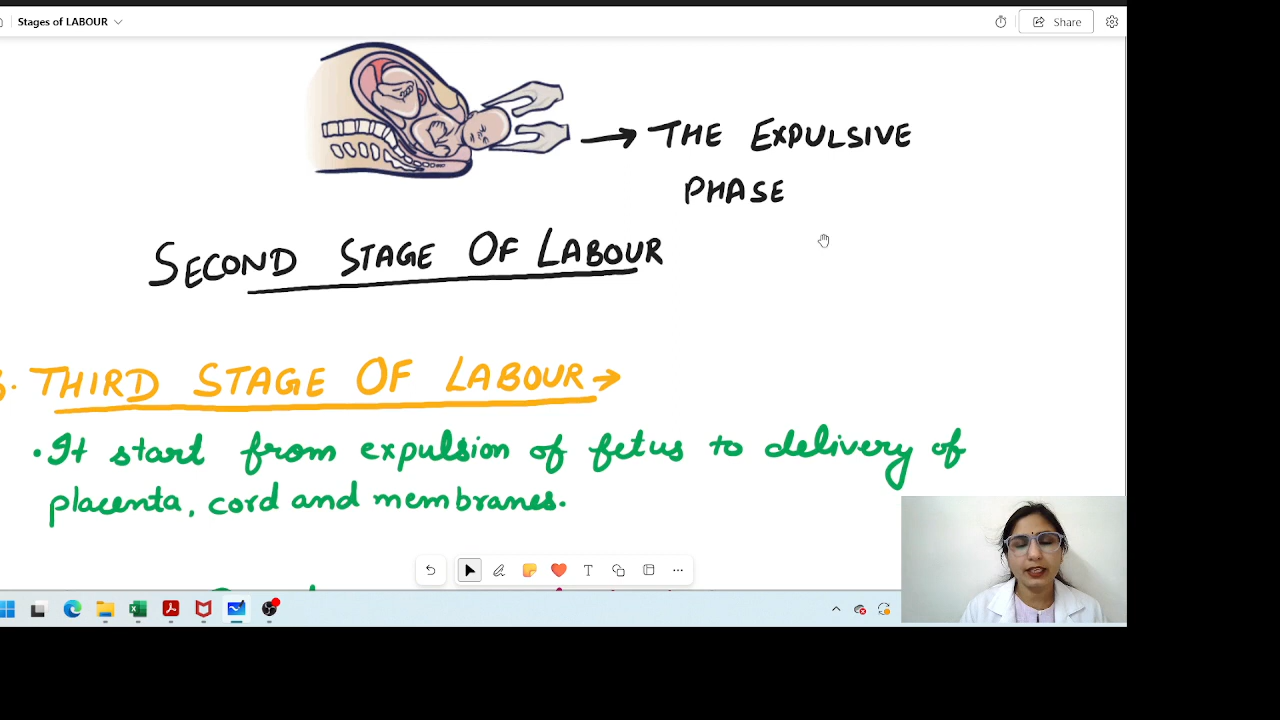 Stages of LABOUR
Share
THE EXPULSIVE
PHASE
SECOND STAGE OF LABOUR
THIRD STAGE OF LABOUR →
• It start from expulsion of fetus to delivery of
placenta, cord and membranes.
T